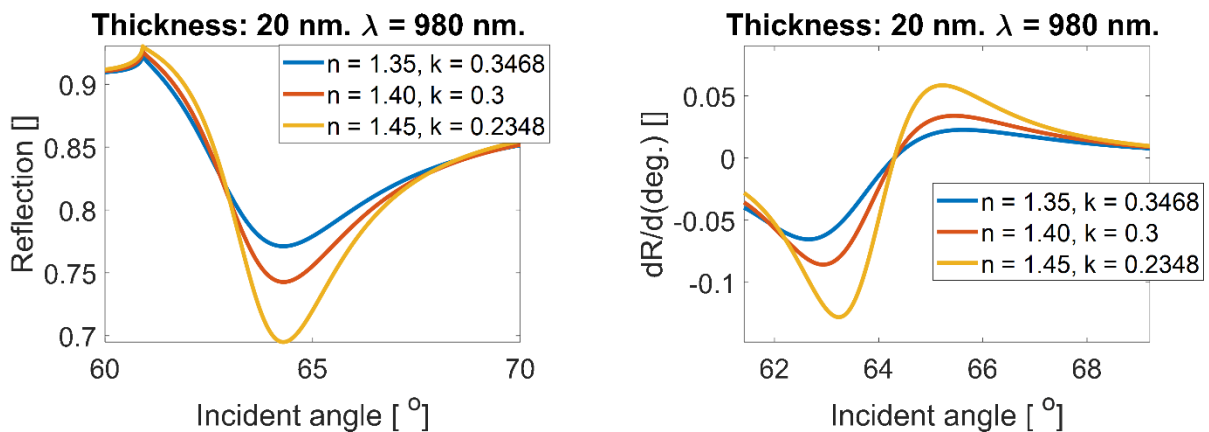 Thickness: 20 nm. λ = 980 nm.
n = 1.35, k = 0.3468
n = 1.40, k = 0.3
n = 1.45, k = 0.2348
Reflection []
0.9
0.85
0.8
0.75
0.7
60
65
70
Incident angle [ °]
Thickness: 20 nm. λ = 980 nm.
dR/d(deg.) []
0.05
0
-0.05
-0.1
n = 1.35, k = 0.3468
n = 1.40, k = 0.3
n = 1.45, k = 0.2348
62
64
66
68
Incident angle [ °]